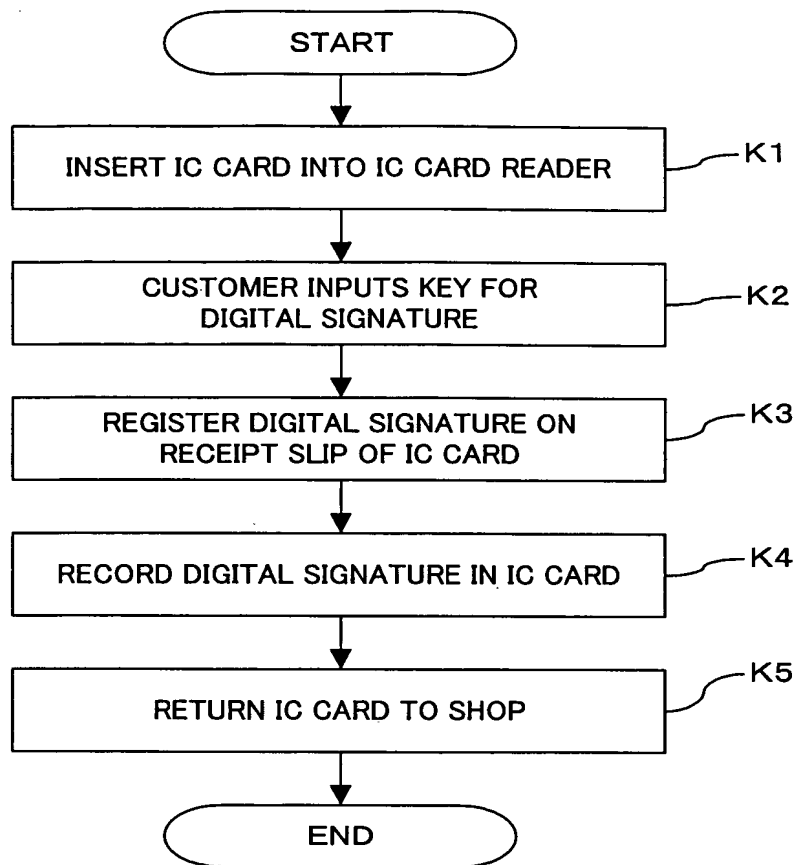 START
INSERT IC CARD INTO IC CARD READER
K1
CUSTOMER INPUTS KEY FOR
DIGITAL SIGNATURE
K2
REGISTER DIGITAL SIGNATURE ON
RECEIPT SLIP OF IC CARD
K3
RECORD DIGITAL SIGNATURE IN IC CARD
K4
RETURN IC CARD TO SHOP
K5
END